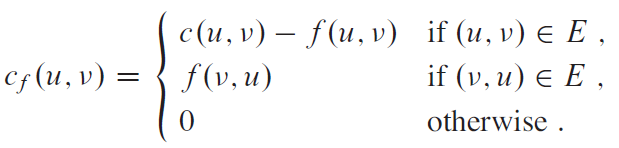 c(u, v) − f(u, v) if (u, v) ∈ E ,
c_f(u, v) = { f(v, u) if (v, u) ∈ E ,
0 otherwise .